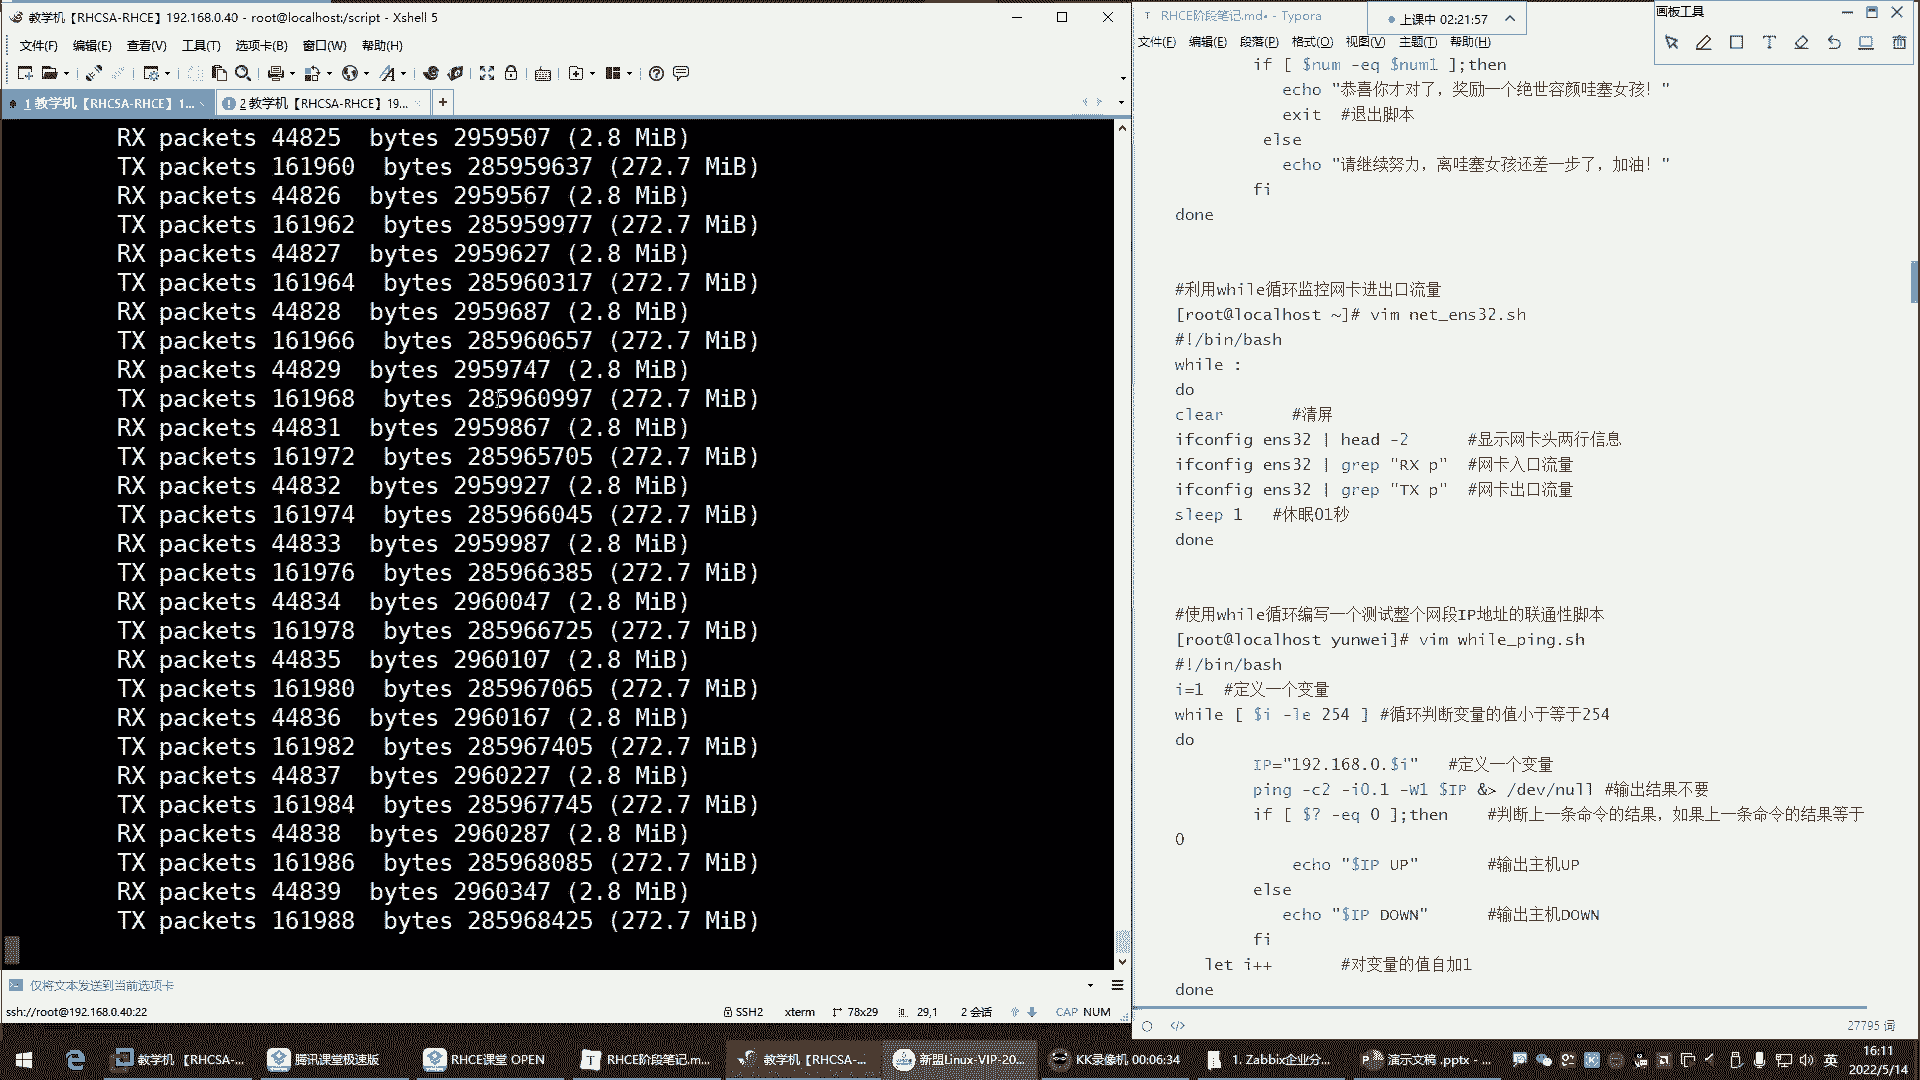 教学机【RHCSA-RHCE】192.168.0.40 - root@localhost:/script - Xshell 5
文件(F) 编辑(E) 查看(V) 工具(T) 选项卡(B) 窗口(W) 帮助(H)
1 教学机【RHCSA-RHCE】1...
2 教学机【RHCSA-RHCE】19...
RX packets 44825 bytes 2959507 (2.8 MiB)
TX packets 161960 bytes 285959637 (272.7 MiB)
RX packets 44826 bytes 2959567 (2.8 MiB)
TX packets 161962 bytes 285959977 (272.7 MiB)
RX packets 44827 bytes 2959627 (2.8 MiB)
TX packets 161964 bytes 285960317 (272.7 MiB)
RX packets 44828 bytes 2959687 (2.8 MiB)
TX packets 161966 bytes 285960657 (272.7 MiB)
RX packets 44829 bytes 2959747 (2.8 MiB)
TX packets 161968 bytes 285960997 (272.7 MiB)
RX packets 44831 bytes 2959867 (2.8 MiB)
TX packets 161972 bytes 285965705 (272.7 MiB)
RX packets 44832 bytes 2959927 (2.8 MiB)
TX packets 161974 bytes 285966045 (272.7 MiB)
RX packets 44833 bytes 2959987 (2.8 MiB)
TX packets 161976 bytes 285966385 (272.7 MiB)
RX packets 44834 bytes 2960047 (2.8 MiB)
TX packets 161978 bytes 285966725 (272.7 MiB)
RX packets 44835 bytes 2960107 (2.8 MiB)
TX packets 161980 bytes 285967065 (272.7 MiB)
RX packets 44836 bytes 2960167 (2.8 MiB)
TX packets 161982 bytes 285967405 (272.7 MiB)
RX packets 44837 bytes 2960227 (2.8 MiB)
TX packets 161984 bytes 285967745 (272.7 MiB)
RX packets 44838 bytes 2960287 (2.8 MiB)
TX packets 161986 bytes 285968085 (272.7 MiB)
RX packets 44839 bytes 2960347 (2.8 MiB)
TX packets 161988 bytes 285968425 (272.7 MiB)
仅将文本发送到当前选项卡
ssh://root@192.168.0.40:22 SSH2 xterm 78x29 29,1 2 会话 CAP NUM
RHCE阶段笔记.md• - Typora
上课中 02:21:57
画板工具
文件(F) 编辑(E) 段落(P) 格式(O) 视图(V) 主题(T) 帮助(H)
if [ $num -eq $num1 ];then
echo "恭喜你才对了，奖励一个绝世容颜哇塞女孩！"
exit #退出脚本
else
echo "请继续努力，离哇塞女孩还差一步了，加油！"
fi
done
#利用while循环监控网卡进出口流量
[root@localhost ~]# vim net_ens32.sh
#!/bin/bash
while :
do
clear #清屏
ifconfig ens32 | head -2 #显示网卡头两行信息
ifconfig ens32 | grep "RX p" #网卡入口流量
ifconfig ens32 | grep "TX p" #网卡出口流量
sleep 1 #休眠01秒
done
#使用while循环编写一个测试整个网段IP地址的联通性脚本
[root@localhost yunwei]# vim while_ping.sh
#!/bin/bash
i=1 #定义一个变量
while [ $i -le 254 ] #循环判断变量的值小于等于254
do
IP="192.168.0.$i" #定义一个变量
ping -c2 -i0.1 -W1 $IP &> /dev/null #输出结果不要
if [ $? -eq 0 ];then #判断上一条命令的结果，如果上一条命令的结果等于
0
echo "$IP UP" #输出主机UP
else
echo "$IP DOWN" #输出主机DOWN
fi
let i++ #对变量的值自加1
done
27795 词
教学机【RHCSA-... 腾讯课堂极速版 RHCE课堂 OPEN RHCE阶段笔记.m... 教学机【RHCSA-... 新盟Linux-VIP-20... KK录像机 00:06:34 1. Zabbix企业分... 演示文稿 .pptx - ... 英
16:11
2022/5/14